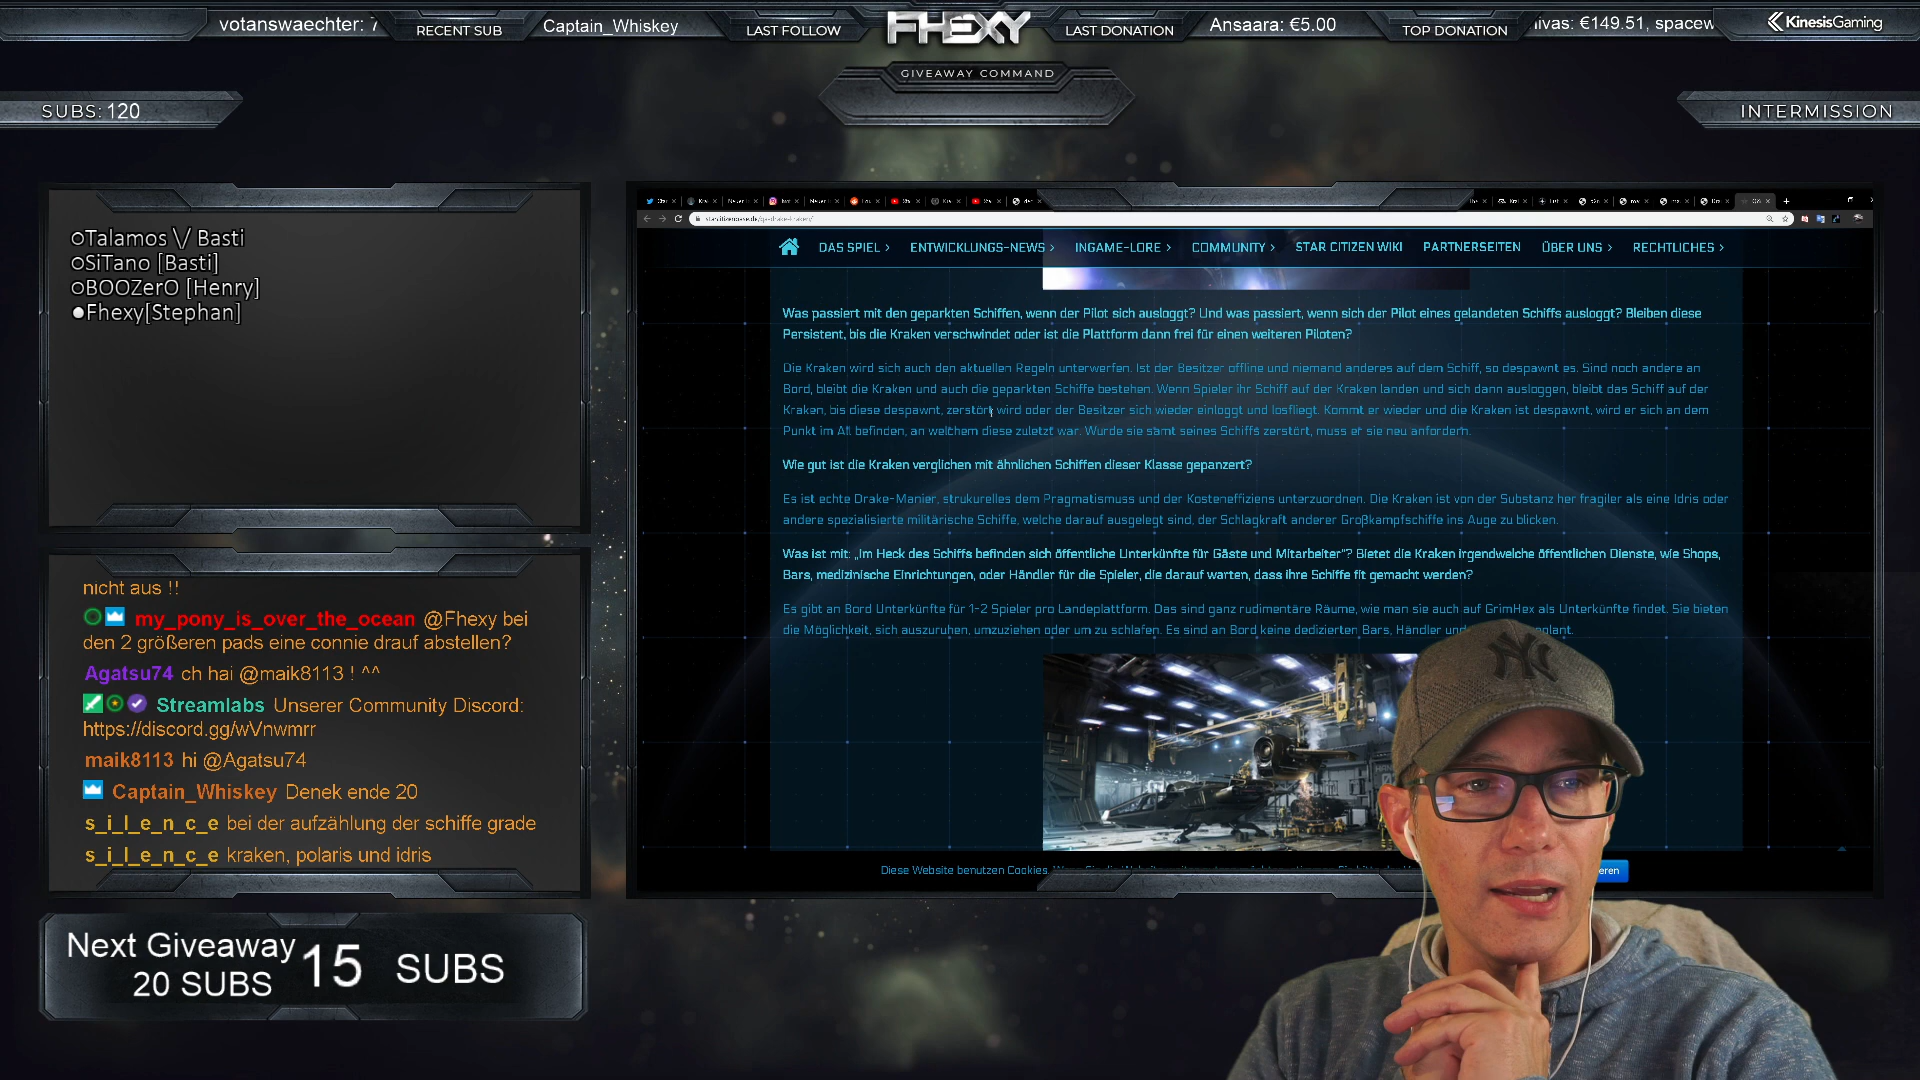 votanswaechter: 7
RECENT SUB
Captain_Whiskey
LAST FOLLOW
FHEXY
LAST DONATION
Ansaara: €5.00
TOP DONATION
ivas: €149.51, spacew
KinesisGaming
GIVEAWAY COMMAND
SUBS: 120
INTERMISSION
Talamos \/ Basti
SiTano [Basti]
BOOZerO [Henry]
Fhexy[Stephan]
DAS SPIEL
ENTWICKLUNGS-NEWS
INGAME-LORE
COMMUNITY
STAR CITIZEN WIKI
PARTNERSEITEN
ÜBER UNS
RECHTLICHES
Was passiert mit den geparkten Schiffen, wenn der Pilot sich ausloggt? Und was passiert, wenn sich der Pilot eines gelandeten Schiffs ausloggt? Bleiben diese
Persistent, bis die Kraken verschwindet oder ist die Plattform dann frei für einen weiteren Piloten?
Die Kraken wird sich auch den aktuellen Regeln unterwerfen. Ist der Besitzer offline und niemand anderes auf dem Schiff, so despawnt es. Sind noch andere an
Bord, bleibt die Kraken und auch die geparkten Schiffe bestehen. Wenn Spieler ihr Schiff auf der Kraken landen und sich dann ausloggen, bleibt das Schiff auf der
Kraken, bis diese despawnt, zerstört wird oder der Besitzer sich wieder einloggt und losfliegt. Kommt er wieder und die Kraken ist despawnt, wird er sich an dem
Punkt im All befinden, an welchem diese zuletzt war. Wurde sie samt seines Schiffs zerstört, muss er sie neu anfordern.
Wie gut ist die Kraken verglichen mit ähnlichen Schiffen dieser Klasse gepanzert?
Es ist echte Drake-Manier, strukurelles dem Pragmatismuss und der Kosteneffiziens unterzuordnen. Die Kraken ist von der Substanz her fragiler als eine Idris oder
andere spezialisierte militärische Schiffe, welche darauf ausgelegt sind, der Schlagkraft anderer Großkampfschiffe ins Auge zu blicken.
Was ist mit: „Im Heck des Schiffs befinden sich öffentliche Unterkünfte für Gäste und Mitarbeiter"? Bietet die Kraken irgendwelche öffentlichen Dienste, wie Shops,
Bars, medizinische Einrichtungen, oder Händler für die Spieler, die darauf warten, dass ihre Schiffe fit gemacht werden?
Es gibt an Bord Unterkünfte für 1-2 Spieler pro Landeplattform. Das sind ganz rudimentäre Räume, wie man sie auch auf GrimHex als Unterkünfte findet. Sie bieten
die Möglichkeit, sich auszuruhen, umzuziehen oder um zu schlafen. Es sind an Bord keine dedizierten Bars, Händler und plant.
Diese Website benutzen Cookies.
eren
nicht aus !!
my_pony_is_over_the_ocean @Fhexy bei
den 2 größeren pads eine connie drauf abstellen?
Agatsu74 ch hai @maik8113 ! ^^
Streamlabs Unserer Community Discord:
https://discord.gg/wVnwmrr
maik8113 hi @Agatsu74
Captain_Whiskey Denek ende 20
s_i_l_e_n_c_e bei der aufzählung der schiffe grade
s_i_l_e_n_c_e kraken, polaris und idris
Next Giveaway
20 SUBS
15 SUBS